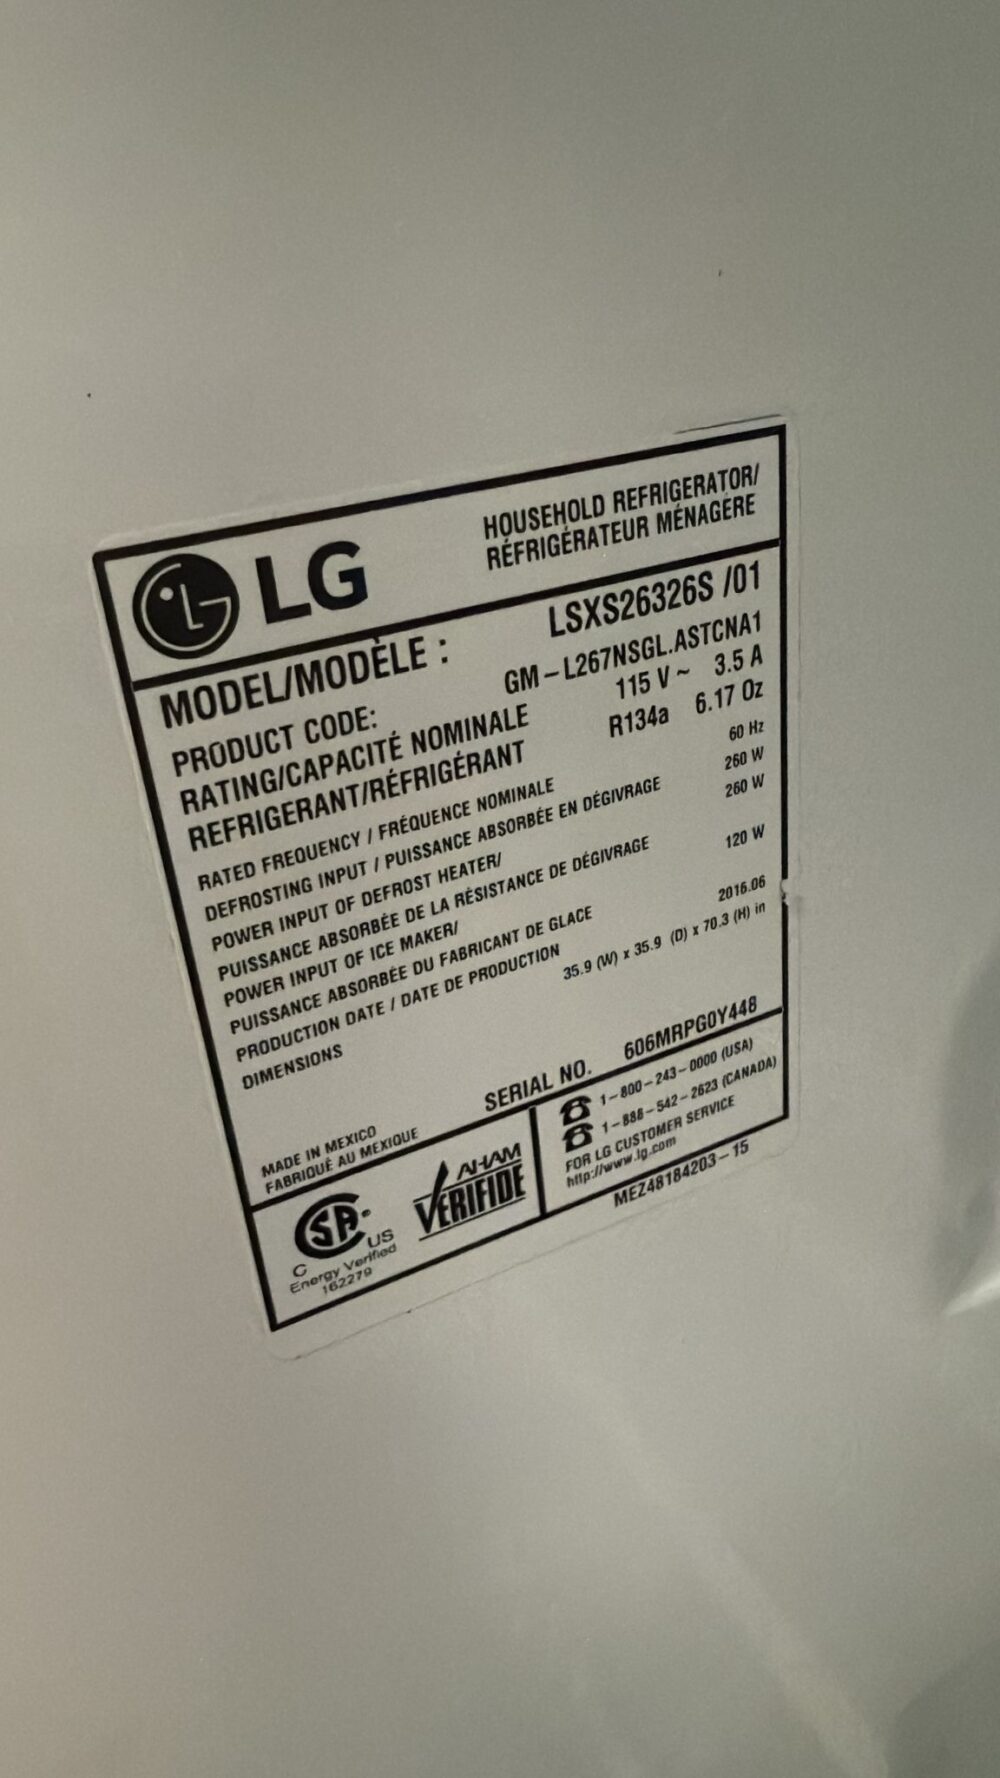 LG
HOUSEHOLD REFRIGERATOR/
RÉFRIGÉRATEUR MÉNAGÉRE
MODEL/MODÈLE : LSXS26326S /01
PRODUCT CODE: GM-L267NSGL.ASTCNA1
RATING/CAPACITÉ NOMINALE 115 V ~ 3.5 A
REFRIGERANT/RÉFRIGÉRANT R134a 6.17 Oz
RATED FREQUENCY / FRÉQUENCE NOMINALE 60 Hz
DEFROSTING INPUT / PUISSANCE ABSORBÉE EN DÉGIVRAGE 260 W
POWER INPUT OF DEFROST HEATER/ 260 W
PUISSANCE ABSORBÉE DE LA RÉSISTANCE DE DÉGIVRAGE
POWER INPUT OF ICE MAKER/ 120 W
PUISSANCE ABSORBÉE DU FABRICANT DE GLACE
PRODUCTION DATE / DATE DE PRODUCTION 2016.06
DIMENSIONS 35.9 (W) x 35.9 (D) x 70.3 (H) in
SERIAL NO. 606MRPG0Y448
MADE IN MEXICO
FABRIQUÉ AU MEXIQUE
SA
C US
Energy Verified
162279
AHAM
VERIFIDE
1-800-243-0000 (USA)
1-888-542-2623 (CANADA)
FOR LG CUSTOMER SERVICE
http://www.lg.com
MEZ48184203-15